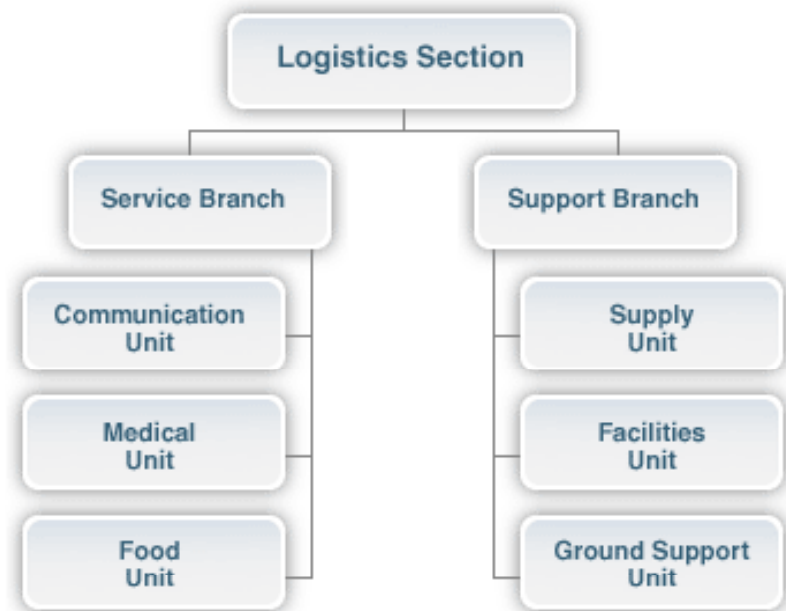 Logistics Section
Service Branch
Support Branch
Communication
Unit
Supply
Unit
Medical
Unit
Facilities
Unit
Food
Unit
Ground Support
Unit